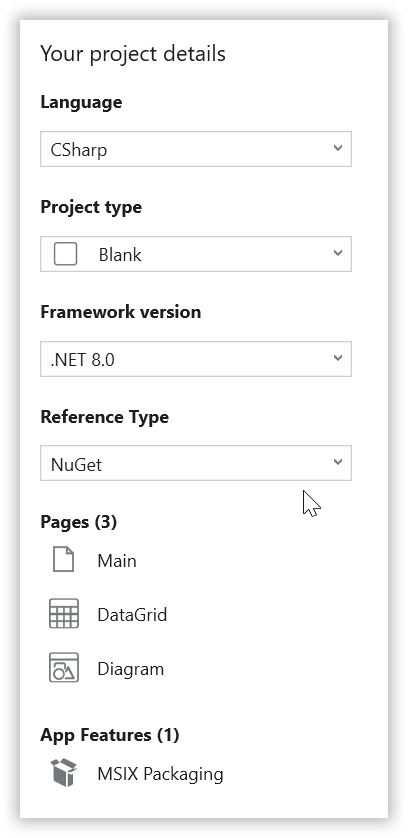 Your project details
Language
CSharp
Project type
Blank
Framework version
.NET 8.0
Reference Type
NuGet
Pages (3)
Main
DataGrid
Diagram
App Features (1)
MSIX Packaging